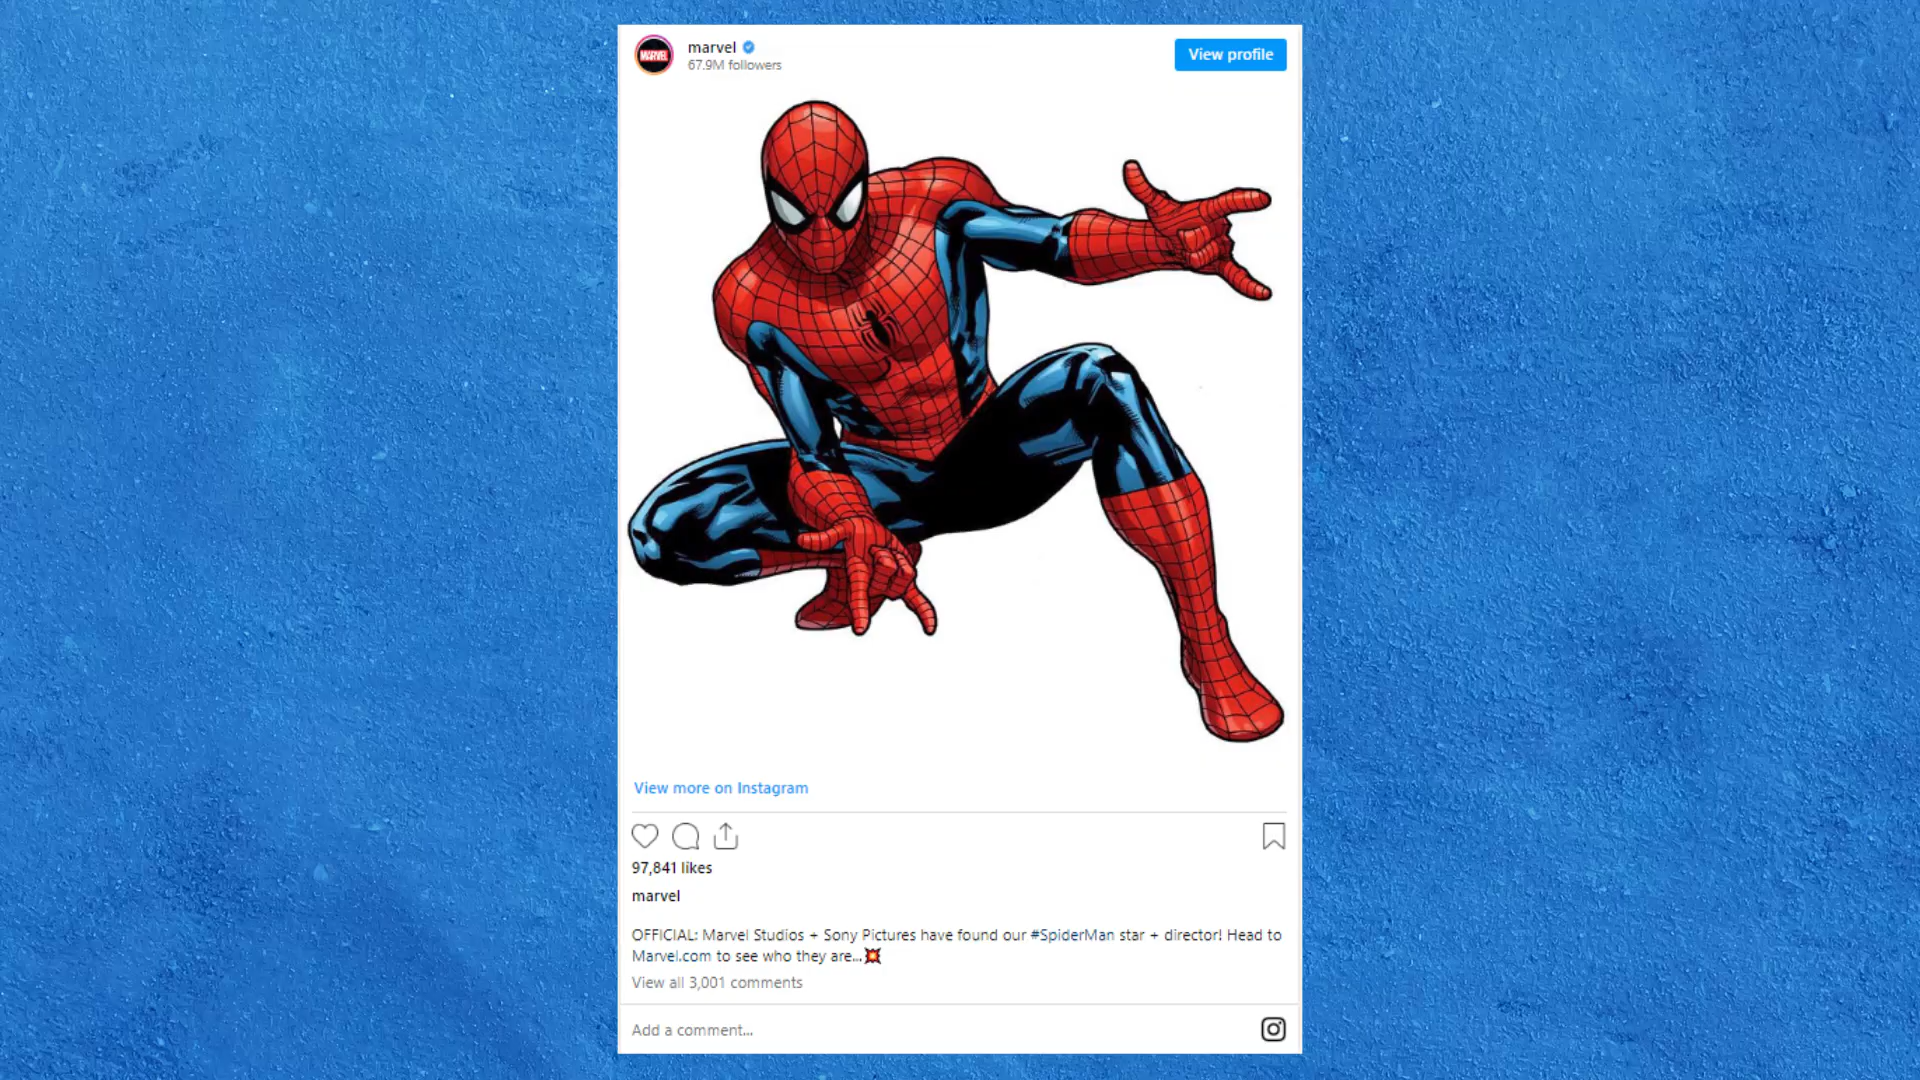 MARVEL
marvel
67.9M followers
View profile
View more on Instagram
97,841 likes
marvel
OFFICIAL: Marvel Studios + Sony Pictures have found our #SpiderMan star + director! Head to
Marvel.com to see who they are...💥
View all 3,001 comments
Add a comment...